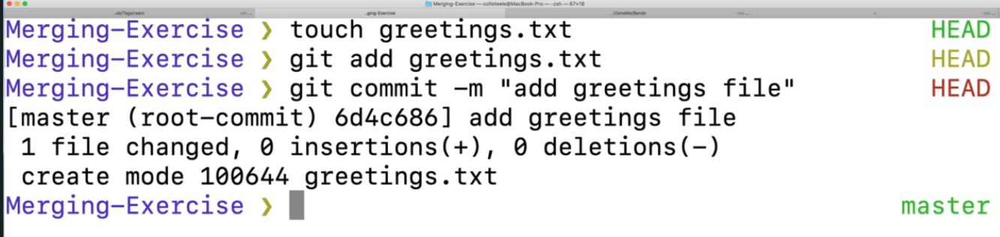 Merging-Exercise — coltsteele@MacBook-Pro — -zsh — 67×18
..ub/Tags/react
..ging-Exercise
..CloneMe/Bands
Merging-Exercise ❯ touch greetings.txt HEAD
Merging-Exercise ❯ git add greetings.txt HEAD
Merging-Exercise ❯ git commit -m "add greetings file" HEAD
[master (root-commit) 6d4c686] add greetings file
1 file changed, 0 insertions(+), 0 deletions(-)
create mode 100644 greetings.txt
Merging-Exercise ❯ master